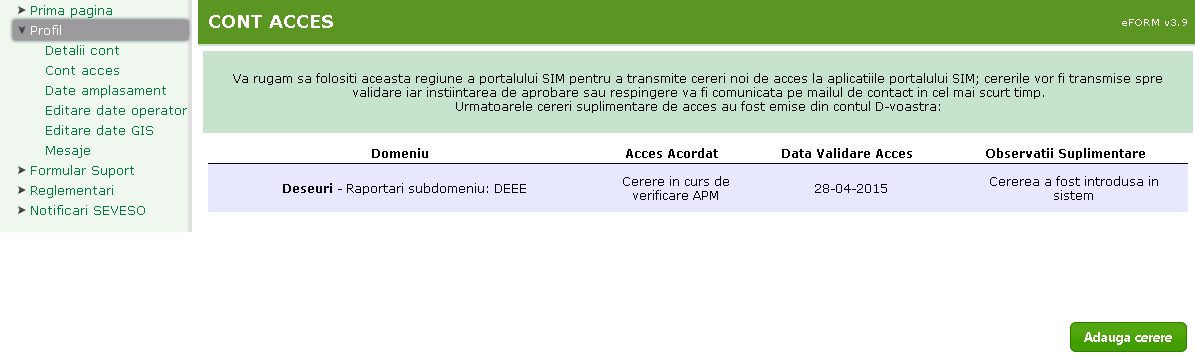 Prima pagina
Profil
Detalii cont
Cont acces
Date amplasament
Editare date operator
Editare date GIS
Mesaje
Formular Suport
Reglementari
Notificari SEVESO
CONT ACCES
eFORM v3.9
Va rugam sa folositi aceasta regiune a portalului SIM pentru a transmite cereri noi de acces la aplicatiile portalului SIM; cererile vor fi transmise spre
validare iar instiintarea de aprobare sau respingere va fi comunicata pe mailul de contact in cel mai scurt timp.
Urmatoarele cereri suplimentare de acces au fost emise din contul D-voastra:
Domeniu Acces Acordat Data Validare Acces Observatii Suplimentare
Deseuri - Raportari subdomeniu: DEEE
Cerere in curs de
verificare APM
28-04-2015
Cererea a fost introdusa in
sistem
Adauga cerere